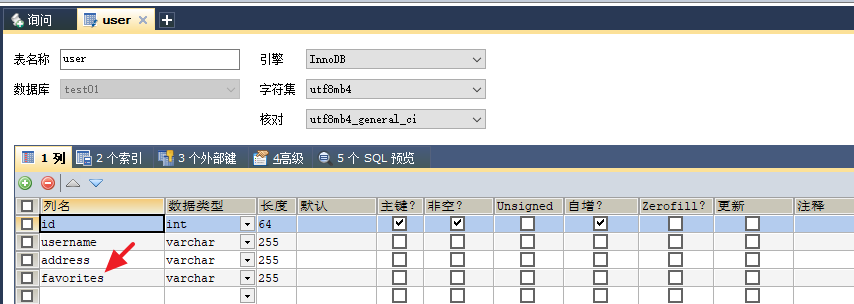 询问 user
表名称 user 引擎 InnoDB
数据库 test01 字符集 utf8mb4
核对 utf8mb4_general_ci
1 列 2 个索引 3 个外部键 4高级 5 个 SQL 预览
列名 数据类型 长度 默认 主键? 非空? Unsigned 自增? Zerofill? 更新 注释
id int 64
username varchar 255
address varchar 255
favorites varchar 255